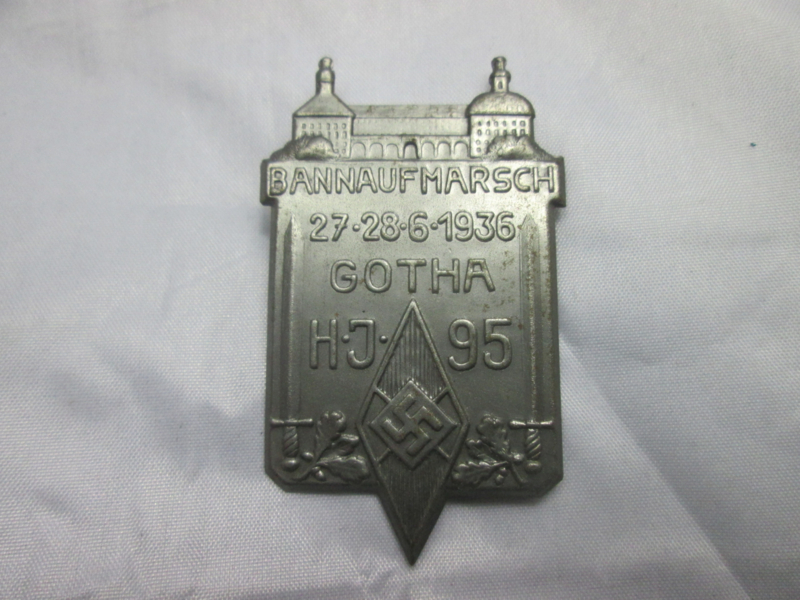 BANNAUFMARSCH
27·28·6·1936
GOTHA
H·J· 95